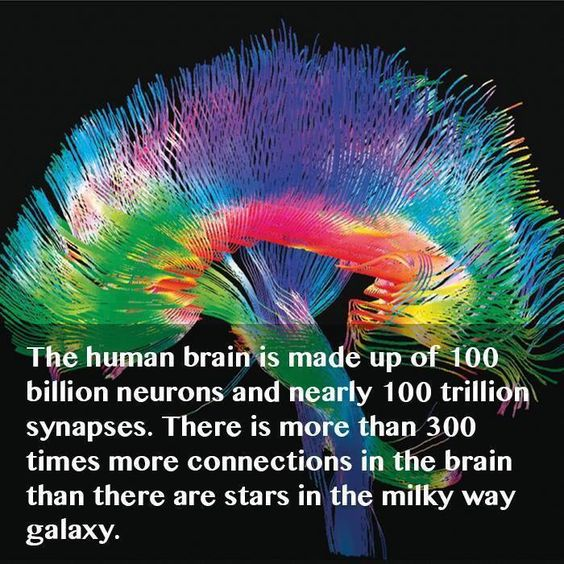 The human brain is made up of 100
billion neurons and nearly 100 trillion
synapses. There is more than 300
times more connections in the brain
than there are stars in the milky way
galaxy.